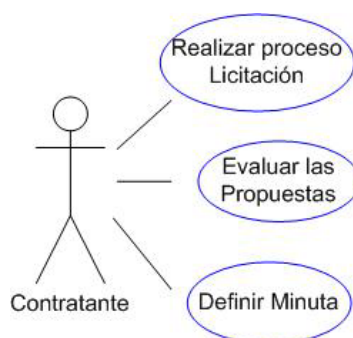 Realizar proceso
Licitación
Evaluar las
Propuestas
Contratante
Definir Minuta